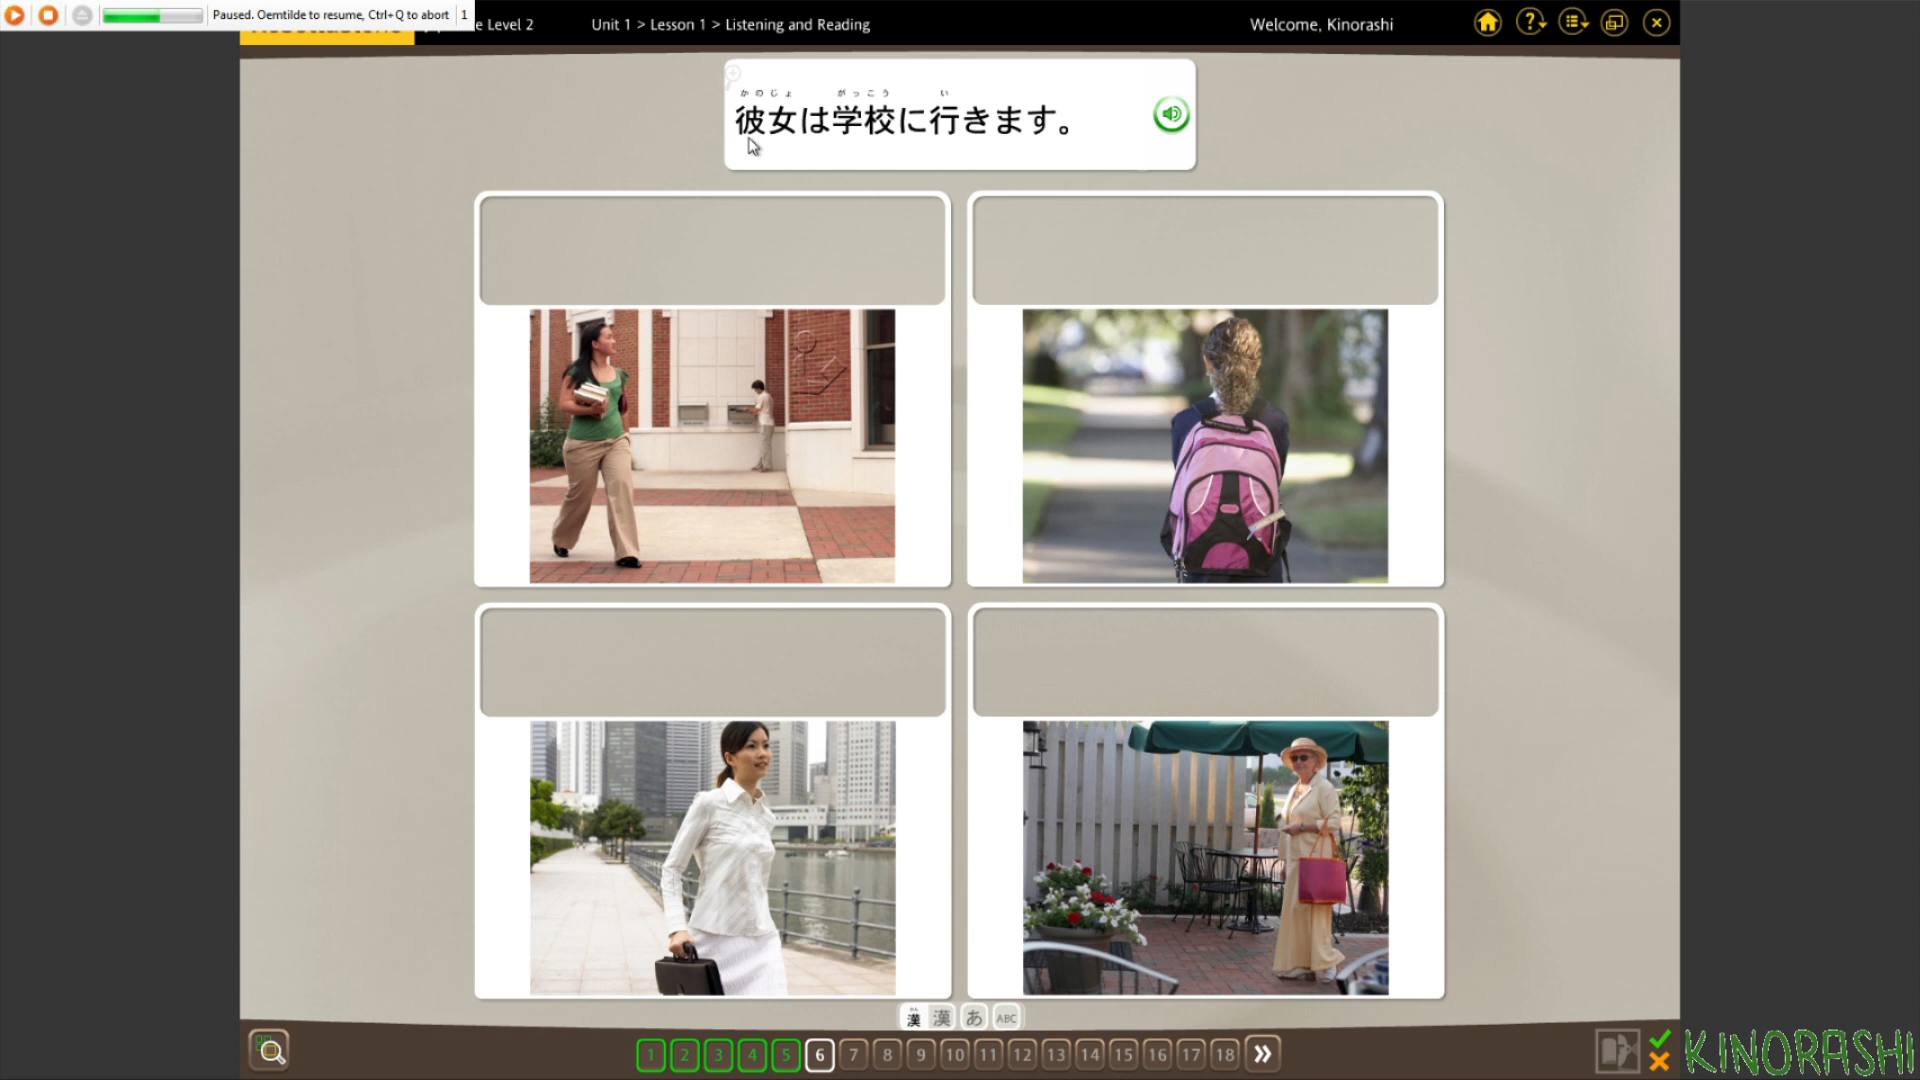 Paused. Oemtilde to resume, Ctrl+Q to abort 1
e Level 2
Unit 1 > Lesson 1 > Listening and Reading
Welcome, Kinorashi
かのじょ がっこう い
彼女は学校に行きます。
漢 漢 あ ABC
1 2 3 4 5 6 7 8 9 10 11 12 13 14 15 16 17 18
KINORASHI